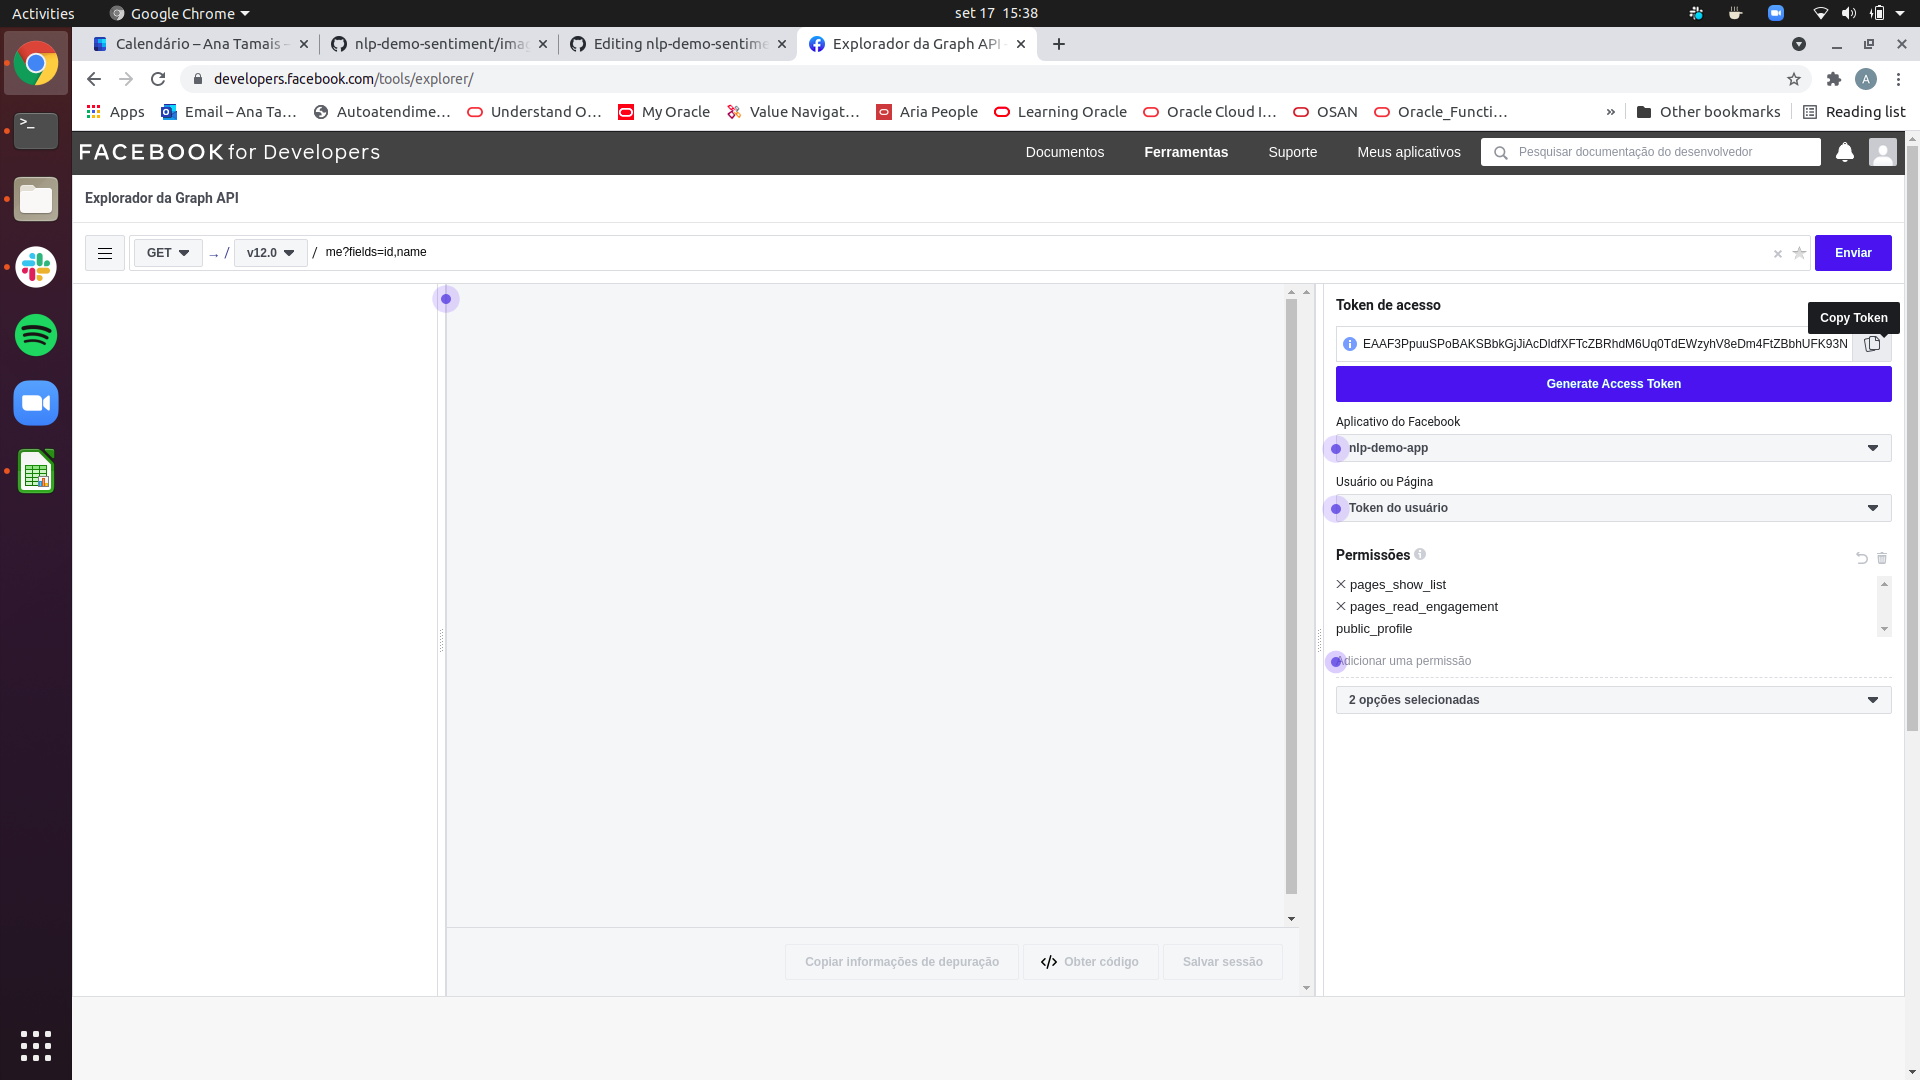 Activities
Google Chrome
set 17 15:38
Calendário – Ana Tamais –
nlp-demo-sentiment/imag
Editing nlp-demo-sentime
Explorador da Graph API -
developers.facebook.com/tools/explorer/
Apps
Email – Ana Ta…
Autoatendime…
Understand O…
My Oracle
Value Navigat…
Aria People
Learning Oracle
Oracle Cloud I…
OSAN
Oracle_Functi…
»
Other bookmarks
Reading list
FACEBOOK for Developers
Documentos
Ferramentas
Suporte
Meus aplicativos
Pesquisar documentação do desenvolvedor
A
Explorador da Graph API
GET
→ /
v12.0
/ me?fields=id,name
Enviar
Token de acesso
Copy Token
EAAF3PpuuSPoBAKSBbkGjJiAcDldfXFTcZBRhdM6Uq0TdEWzyhV8eDm4FtZBbhUFK93N
Generate Access Token
Aplicativo do Facebook
nlp-demo-app
Usuário ou Página
Token do usuário
Permissões
pages_show_list
pages_read_engagement
public_profile
Adicionar uma permissão
2 opções selecionadas
Copiar informações de depuração
</> Obter código
Salvar sessão